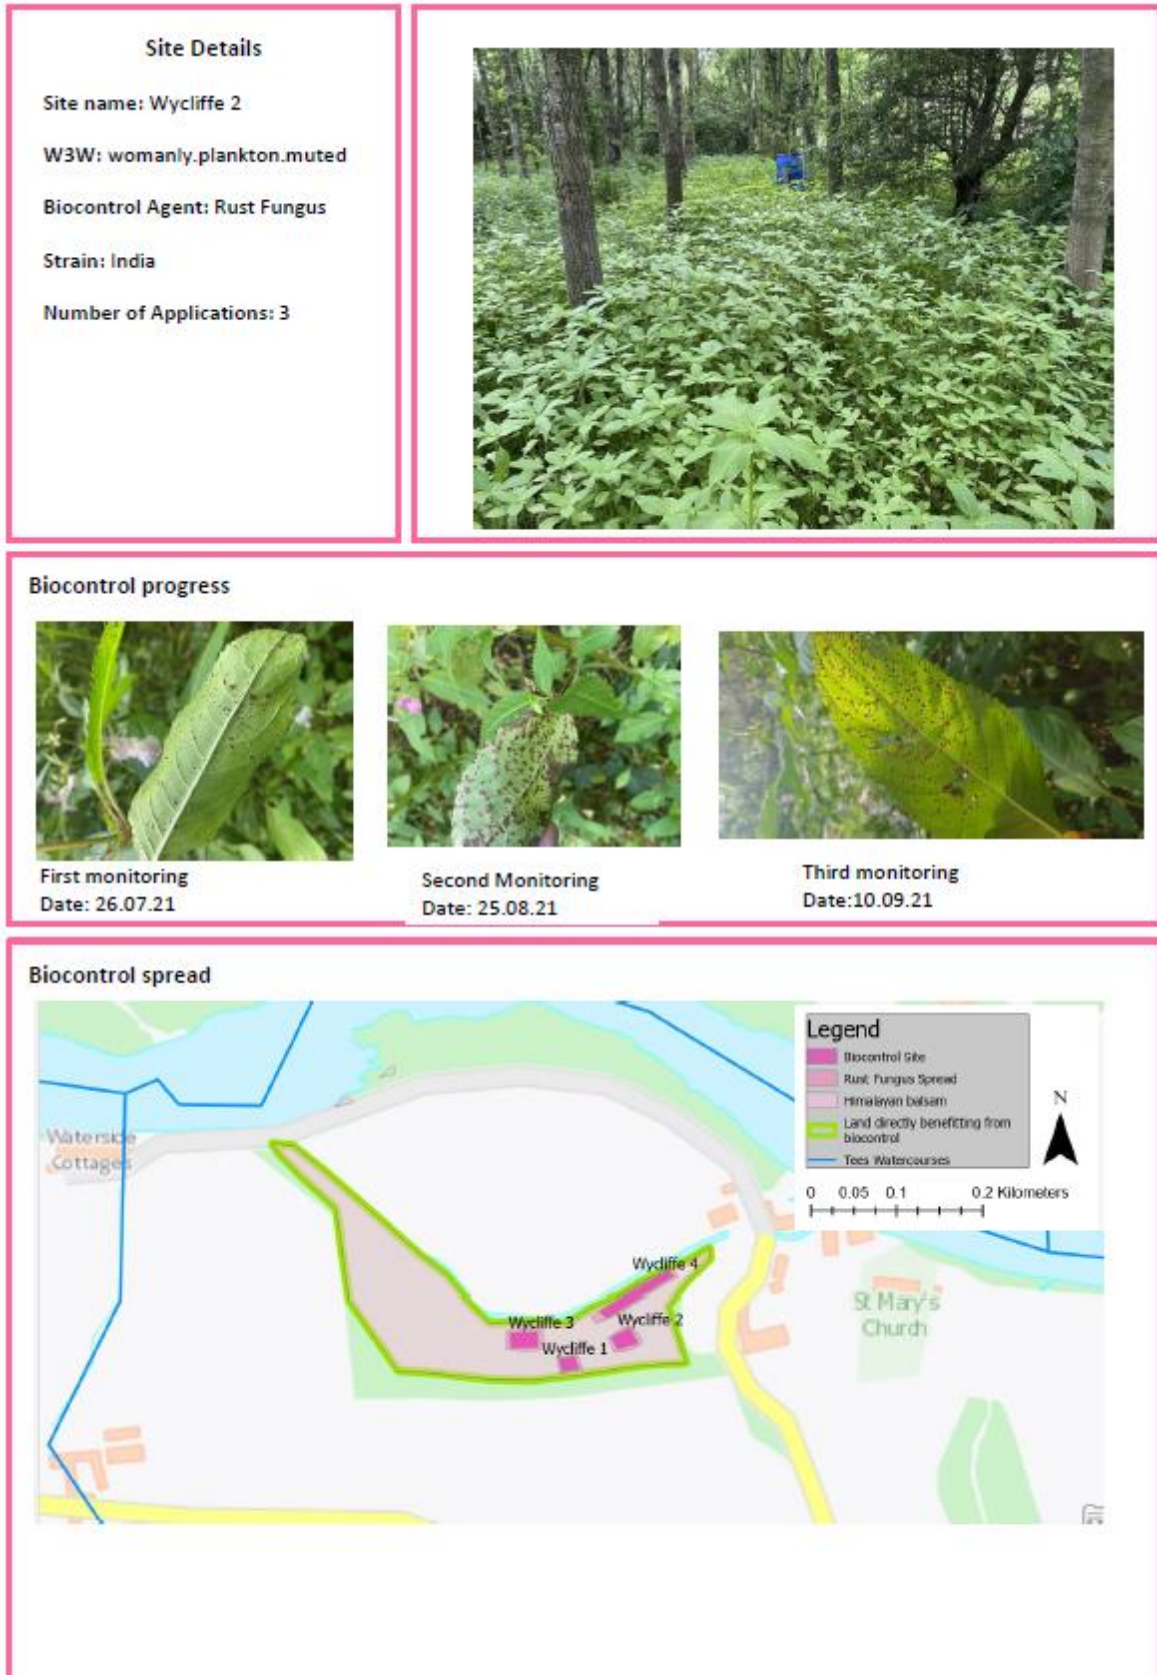 Site Details
Site name: Wycliffe 2
W3W: womanly.plankton.muted
Biocontrol Agent: Rust Fungus
Strain: India
Number of Applications: 3
Biocontrol progress
First monitoring
Date: 26.07.21
Second Monitoring
Date: 25.08.21
Third monitoring
Date:10.09.21
Biocontrol spread
Legend
Biocontrol Site
Rust Fungus Spread
Himalayan balsam
Land directly benefitting from
biocontrol
Tees Watercourses
N
0 0.05 0.1 0.2 Kilometers
Waterside
Cottages
Wycliffe 4
Wycliffe 3
Wycliffe 2
Wycliffe 1
St Mary's
Church